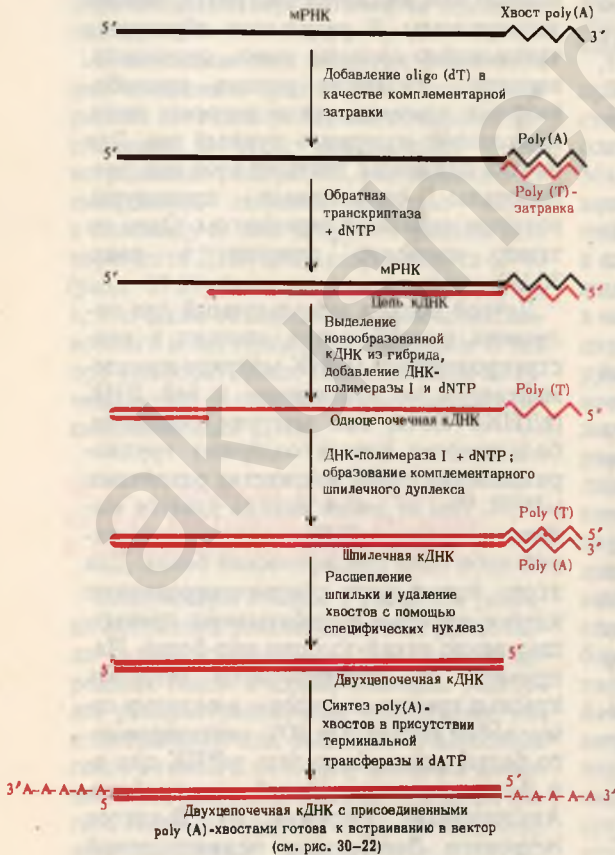 мРНК
Хвост poly(A)
5′
3′
Добавление oligo (dT) в
качестве комплементарной
затравки
Poly(A)
5′
Poly (T)-
затравка
Обратная
транскриптаза
+ dNTP
5′
мРНК
Цепь кДНК
5′
Выделение
новообразованной
кДНК из гибрида,
добавление ДНК-
полимеразы I и dNTP
Poly (T)
5′
Одноцепочечная кДНК
ДНК-полимераза I + dNTP;
образование комплементарного
шпилечного дуплекса
Poly (T)
5′
3′
Шпилечная кДНК
Poly (A)
Расщепление
шпильки и удаление
хвостов с помощью
специфических нуклеаз
5′
5′
Двухцепочечная кДНК
Синтез poly(A)-
хвостов в присутствии
терминальной
трансферазы и dATP
3′A-A-A-A-A
5′
5
-A-A-A-A-A 3′
Двухцепочечная кДНК с присоединенными
poly (A)-хвостами готова к встраиванию в вектор
(см. рис. 30–22)
akusher